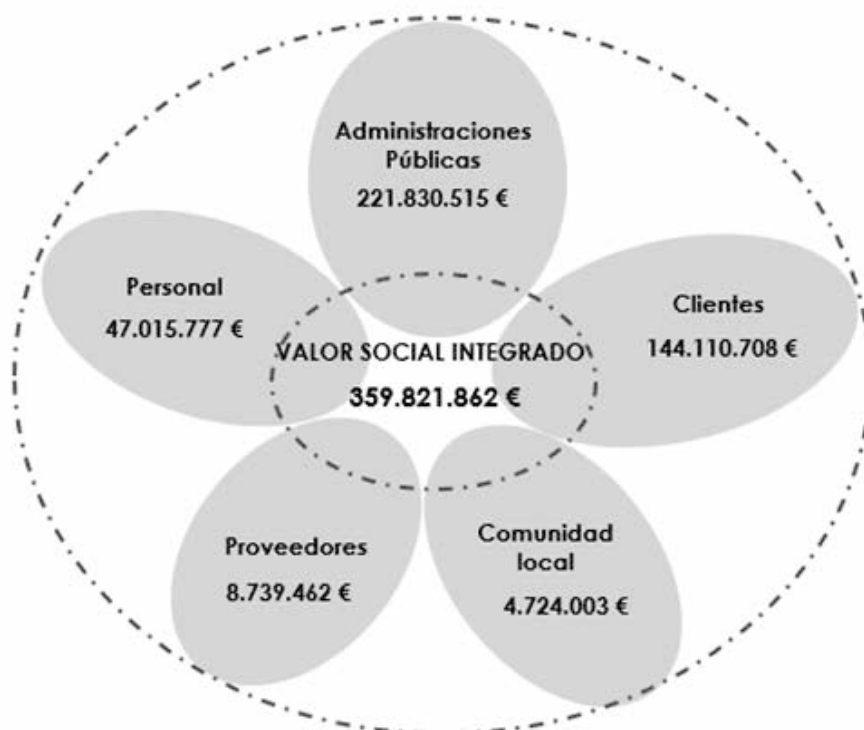 Administraciones
Públicas
221.830.515 €
Personal
47.015.777 €
Clientes
144.110.708 €
VALOR SOCIAL INTEGRADO
359.821.862 €
Proveedores
8.739.462 €
Comunidad
local
4.724.003 €